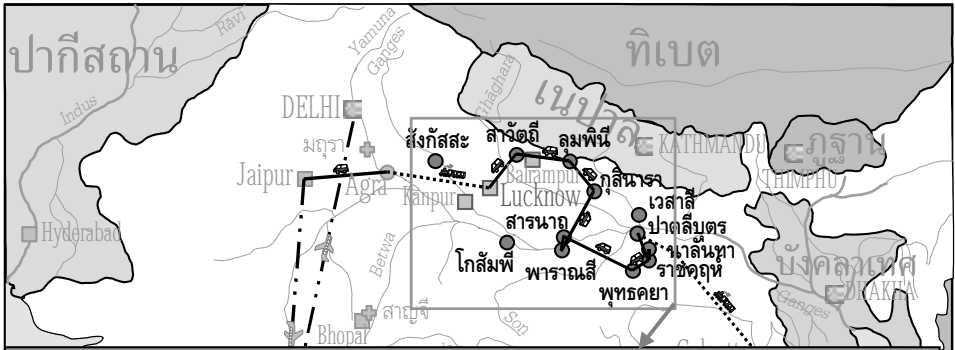 Rāvi
Yamuna
Ganges
ทิเบต
ปากีสถาน
Indus
Ghāghara
เนปาล
DELHI
มถุรา
สังกัสสะ
สาวัตถี
ลุมพินี
KATHMANDU
ภูฐาน
Jaipur
Agra
Balrampur
Kānpur
Lucknow
กุสินารา
THIMPHU
เวสาลี
สารนาถ
ปาตลีบุตร
Hyderabad
Betwa
โกสัมพี
พาราณสี
นาลันทา
ราชคฤห์
บังคลาเทศ
พุทธคยา
DHAKA
Ganges
สาญจี
Bhopal
Son